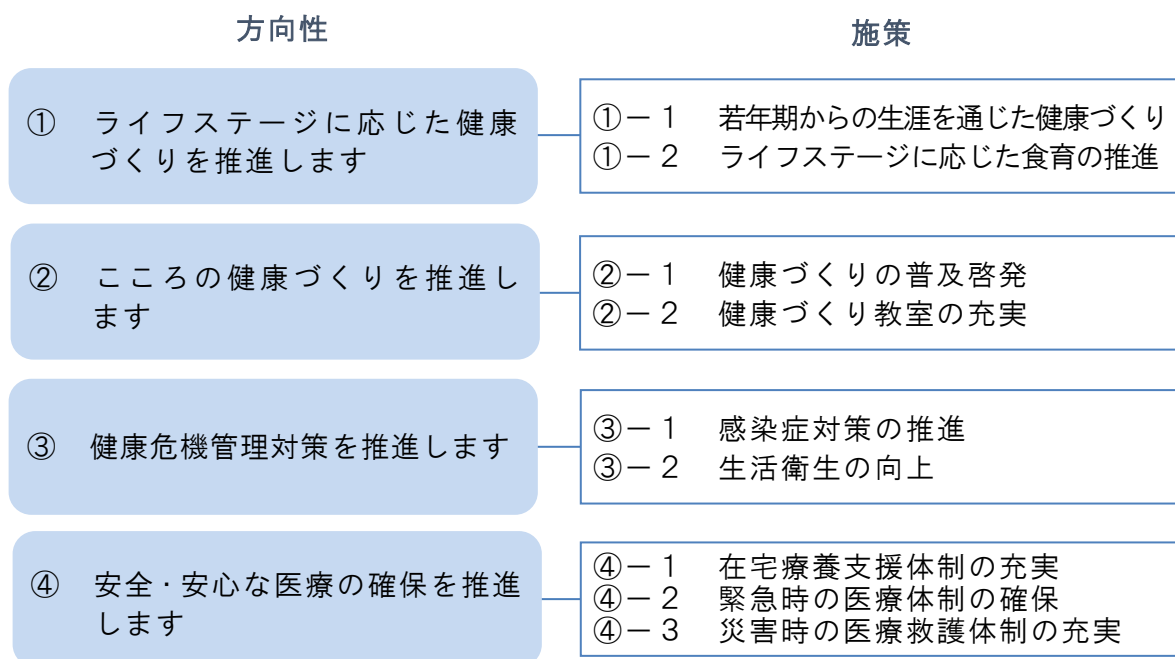 方向性
施策
① ライフステージに応じた健康
づくりを推進します
①－１ 若年期からの生涯を通じた健康づくり
①－２ ライフステージに応じた食育の推進
② こころの健康づくりを推進し
ます
②－１ 健康づくりの普及啓発
②－２ 健康づくり教室の充実
③ 健康危機管理対策を推進します
③－１ 感染症対策の推進
③－２ 生活衛生の向上
④ 安全・安心な医療の確保を推進
します
④－１ 在宅療養支援体制の充実
④－２ 緊急時の医療体制の確保
④－３ 災害時の医療救護体制の充実